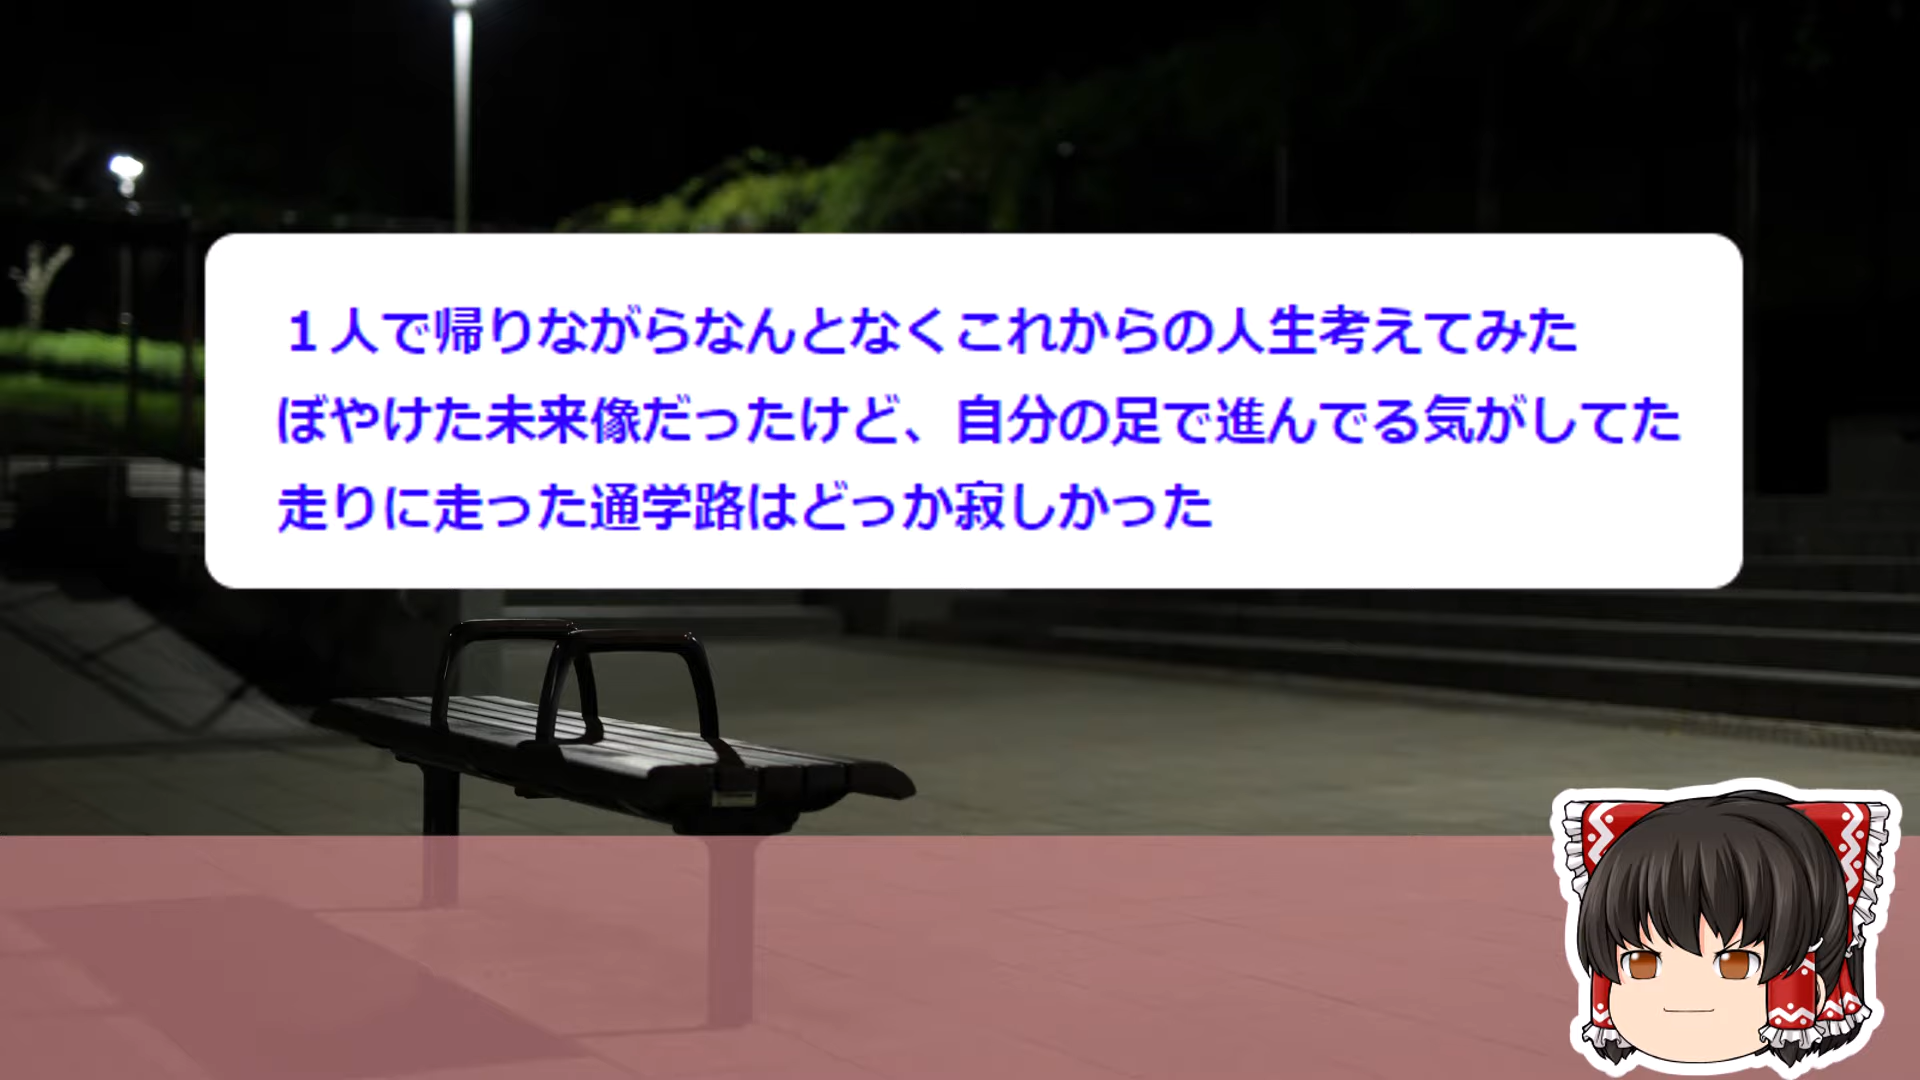 １人で帰りながらなんとなくこれからの人生考えてみた
ぼやけた未来像だったけど、自分の足で進んでる気がしてた
走りに走った通学路はどっか寂しかった